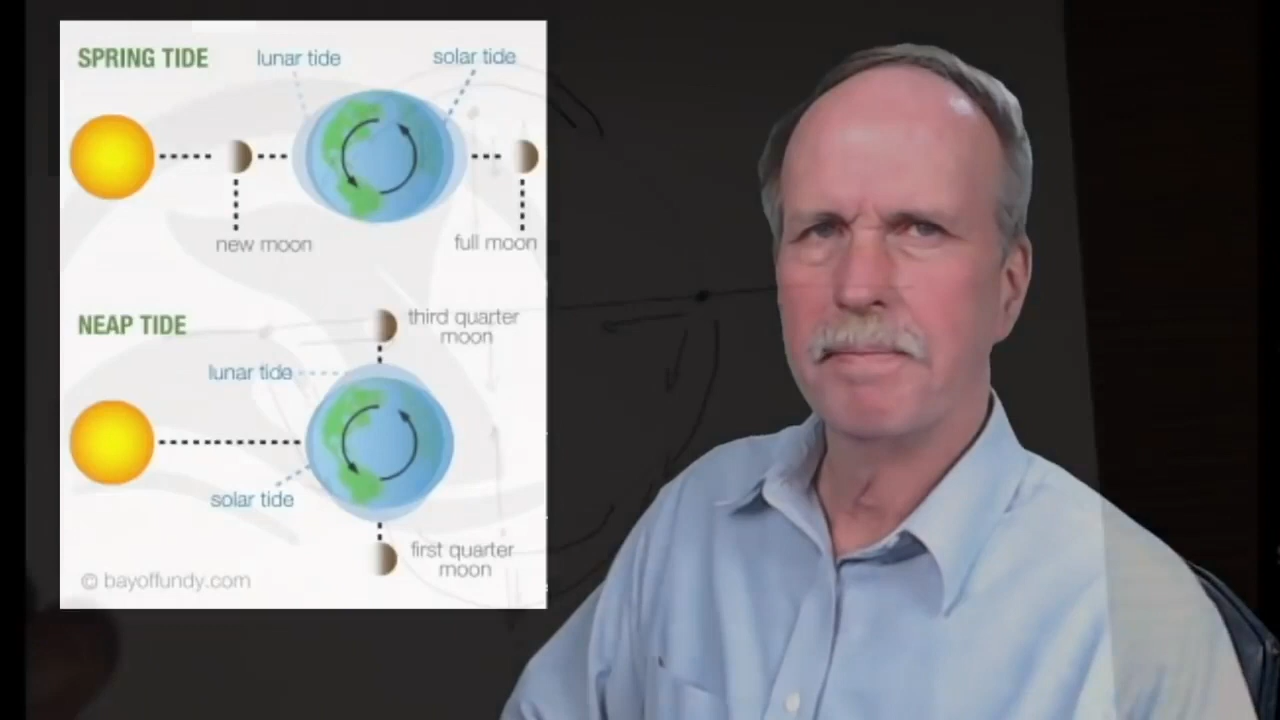 SPRING TIDE
lunar tide
solar tide
new moon
full moon
NEAP TIDE
third quarter
moon
lunar tide
solar tide
first quarter
moon
© bayoffundy.com